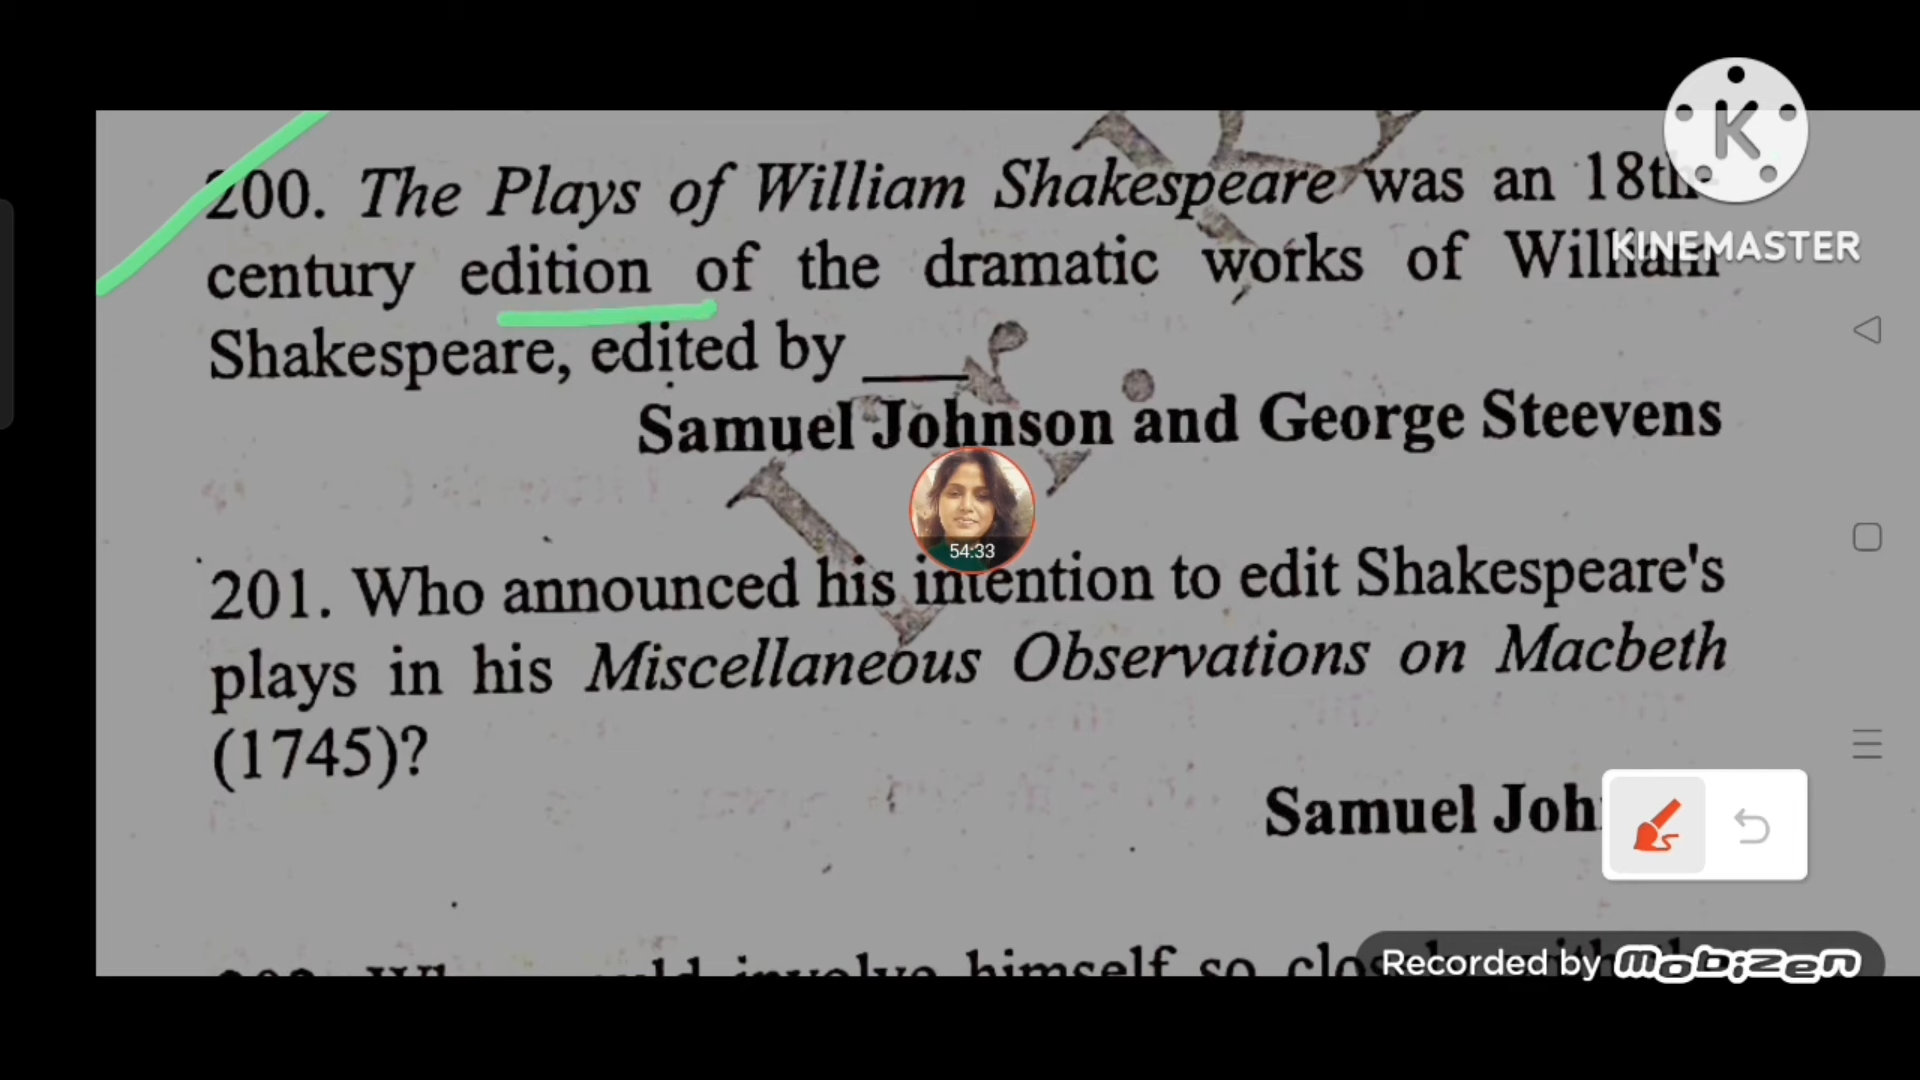 200. The Plays of William Shakespeare was an 18th
century edition of the dramatic works of William
Shakespeare, edited by ____
Samuel Johnson and George Steevens
201. Who announced his intention to edit Shakespeare's
plays in his Miscellaneous Observations on Macbeth
(1745)?
Samuel Joh
himself so
KINEMASTER
54:33
Recorded by mobizen